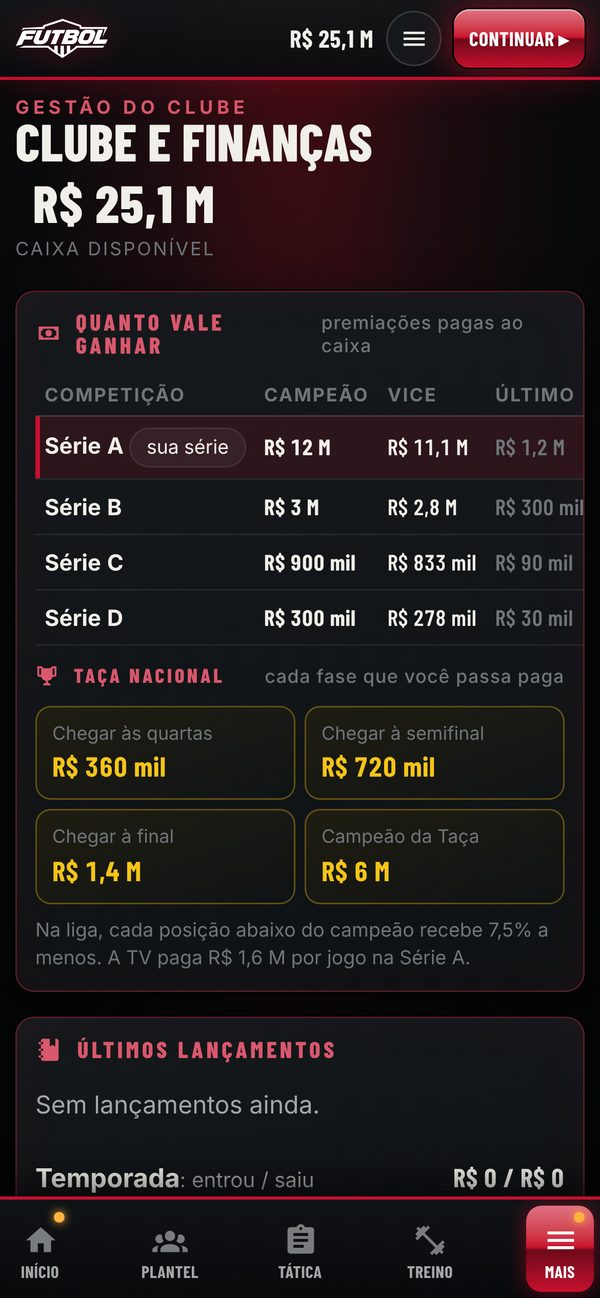 FUTBOL
R$ 25,1 M
CONTINUAR ▸
GESTÃO DO CLUBE
CLUBE E FINANÇAS
R$ 25,1 M
CAIXA DISPONÍVEL
QUANTO VALE
GANHAR
premiações pagas ao
caixa
COMPETIÇÃO CAMPEÃO VICE ÚLTIMO
Série A sua série R$ 12 M R$ 11,1 M R$ 1,2 M
Série B R$ 3 M R$ 2,8 M R$ 300 mil
Série C R$ 900 mil R$ 833 mil R$ 90 mil
Série D R$ 300 mil R$ 278 mil R$ 30 mil
TAÇA NACIONAL cada fase que você passa paga
Chegar às quartas
R$ 360 mil
Chegar à semifinal
R$ 720 mil
Chegar à final
R$ 1,4 M
Campeão da Taça
R$ 6 M
Na liga, cada posição abaixo do campeão recebe 7,5% a
menos. A TV paga R$ 1,6 M por jogo na Série A.
ÚLTIMOS LANÇAMENTOS
Sem lançamentos ainda.
Temporada: entrou / saiu R$ 0 / R$ 0
INÍCIO PLANTEL TÁTICA TREINO MAIS